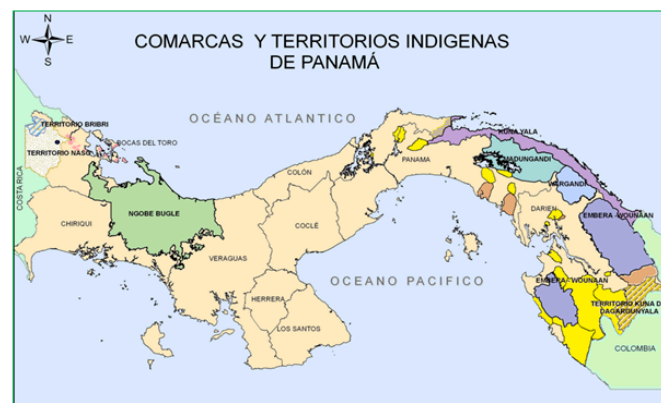 N
W E
S
COMARCAS Y TERRITORIOS INDIGENAS
DE PANAMÁ
OCÉANO ATLANTICO
TERRITORIO BRIBRI
TERRITORIO NASO
BOCAS DEL TORO
COSTA RICA
NGOBE BUGLE
CHIRIQUI
VERAGUAS
COLÓN
COCLÉ
HERRERA
LOS SANTOS
PANAMA
KUNA YALA
MADUNGANDI
WARGANDI
DARIEN
EMBERA -WOUNAAN
OCEANO PACIFICO
EMBERA - WOUNAAN
TERRITORIO KUNA D
DAGARGUNYALA
COLOMBIA